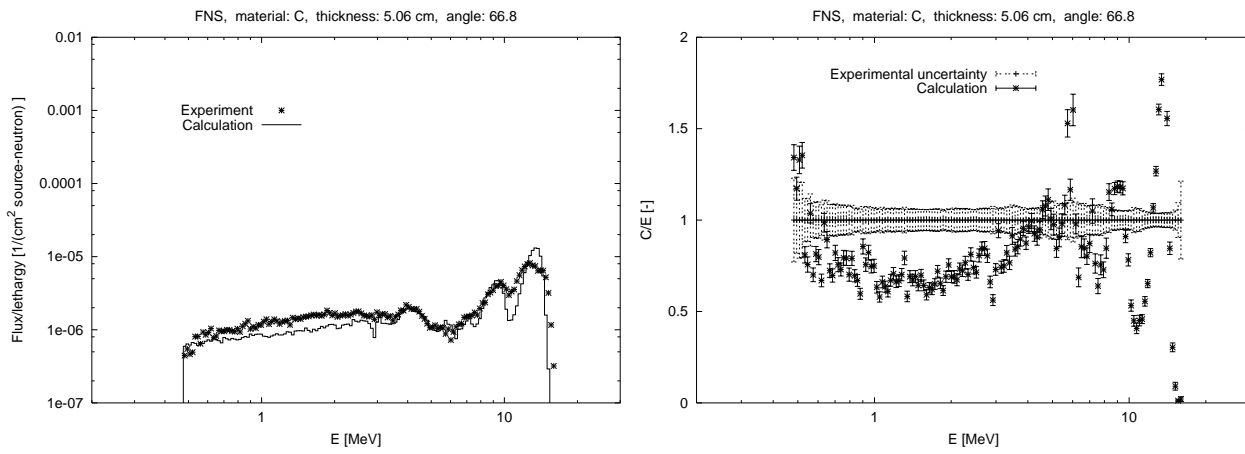 FNS, material: C, thickness: 5.06 cm, angle: 66.8
Flux/lethargy [1/(cm² source-neutron) ]
0.01
0.001
0.0001
1e-05
1e-06
1e-07
Experiment
Calculation
1
10
E [MeV]
FNS, material: C, thickness: 5.06 cm, angle: 66.8
C/E [-]
2
1.5
1
0.5
0
Experimental uncertainty
Calculation
1
10
E [MeV]